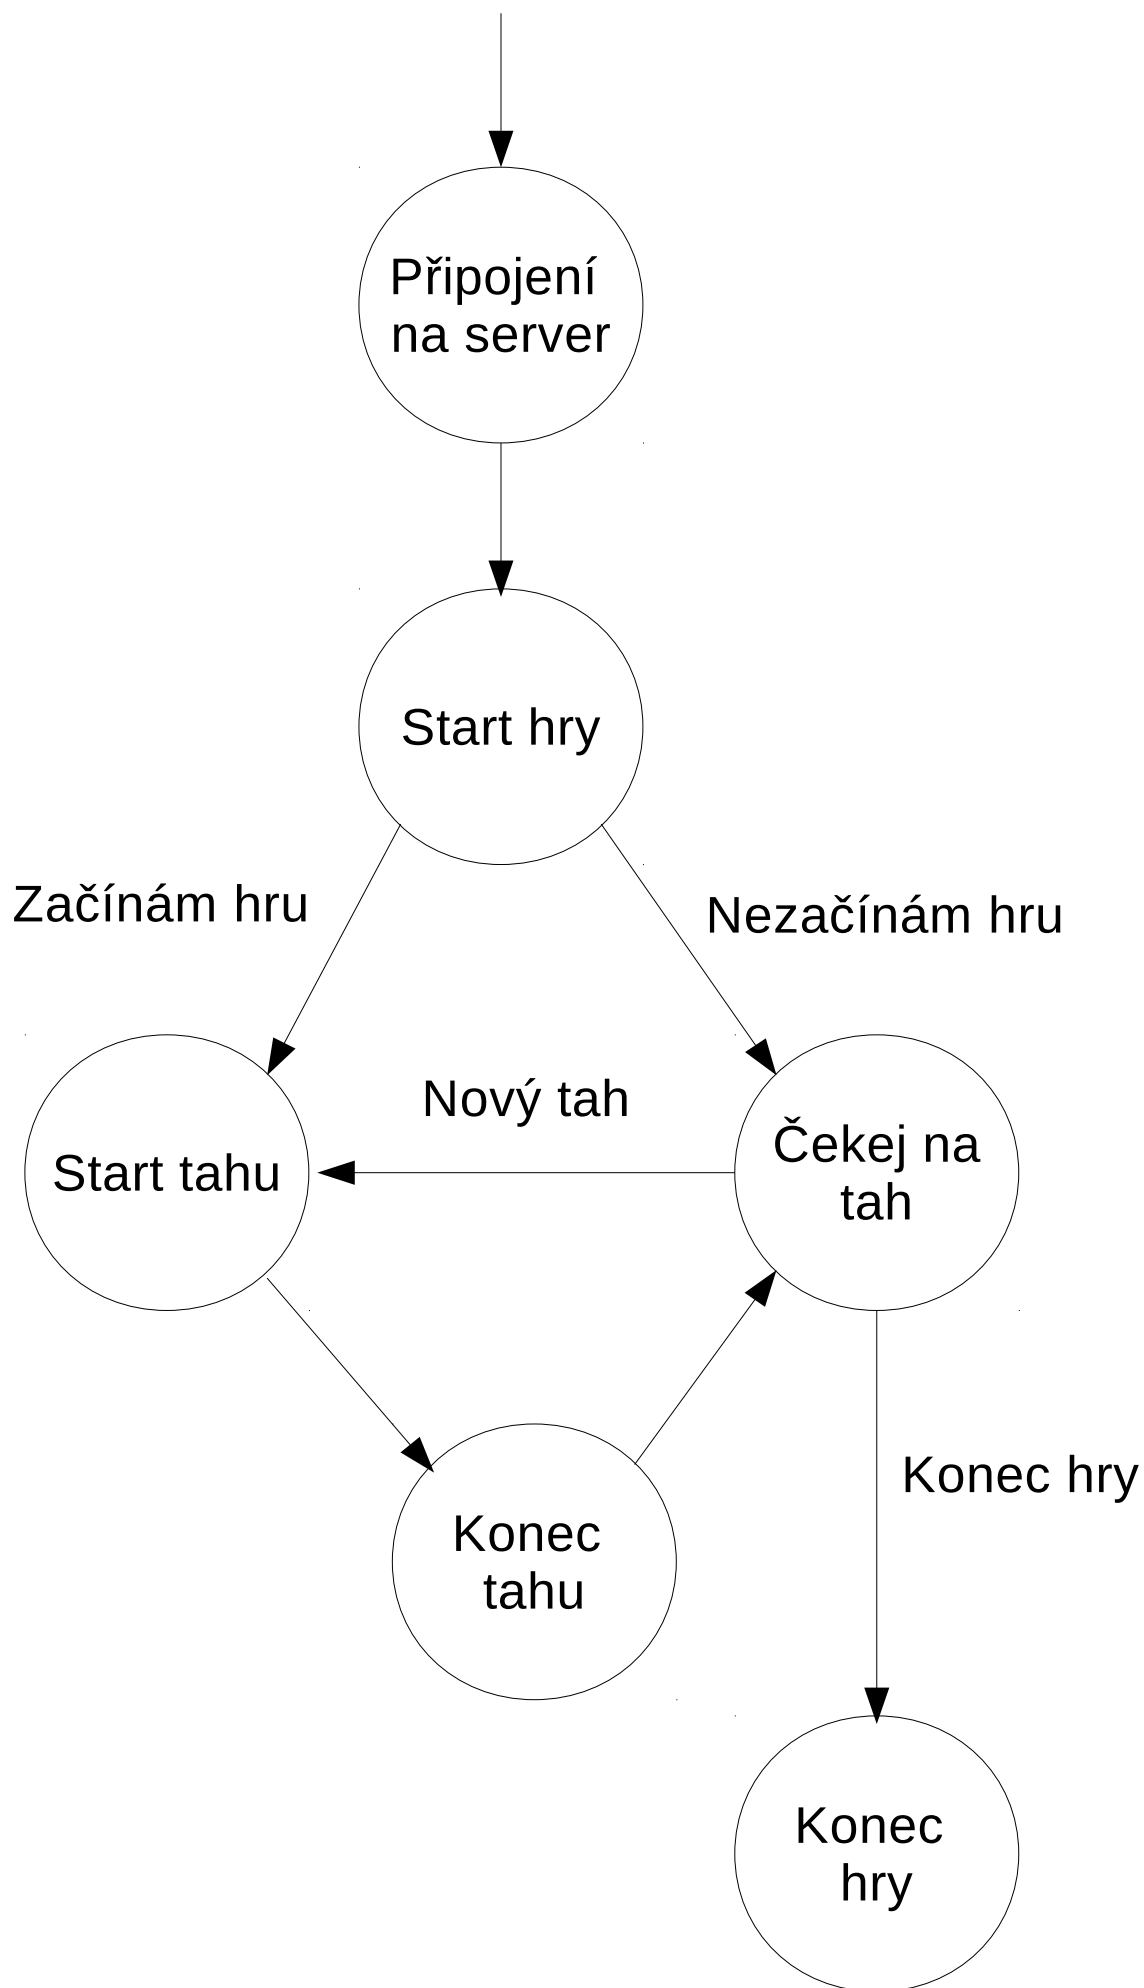 Připojení
na server
Start hry
Začínám hru
Nezačínám hru
Nový tah
Start tahu
Čekej na
tah
Konec hry
Konec
tahu
Konec
hry